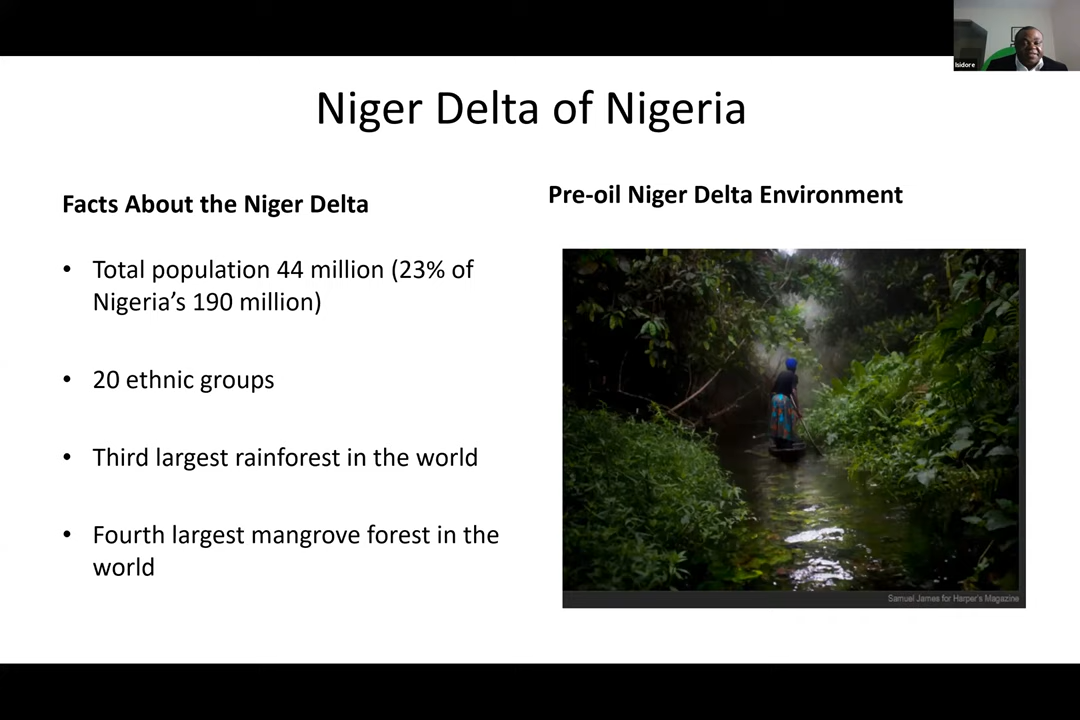 Isidore
Niger Delta of Nigeria
Facts About the Niger Delta
• Total population 44 million (23% of
Nigeria’s 190 million)
• 20 ethnic groups
• Third largest rainforest in the world
• Fourth largest mangrove forest in the
world
Pre-oil Niger Delta Environment
Samuel James for Harper's Magazine